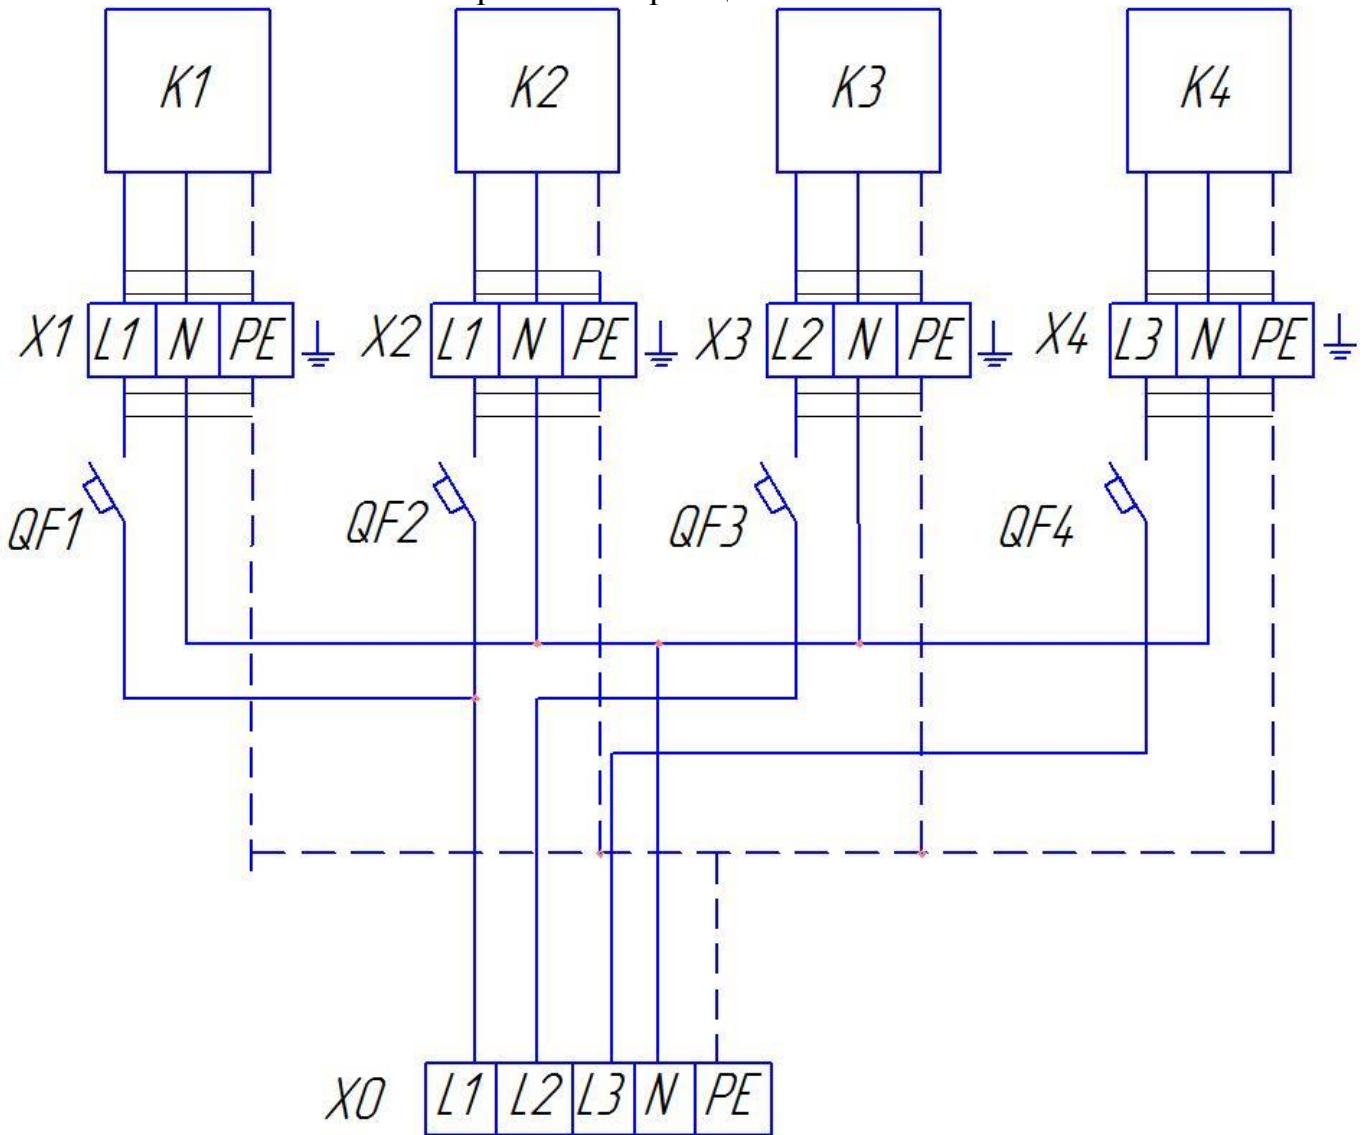 K1 K2 K3 K4
X1 L1 N PE X2 L1 N PE X3 L2 N PE X4 L3 N PE
QF1 QF2 QF3 QF4
X0 L1 L2 L3 N PE